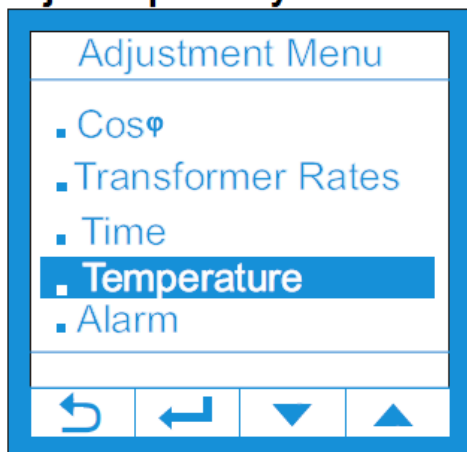 Adjustment Menu
Cosφ
Transformer Rates
Time
Temperature
Alarm